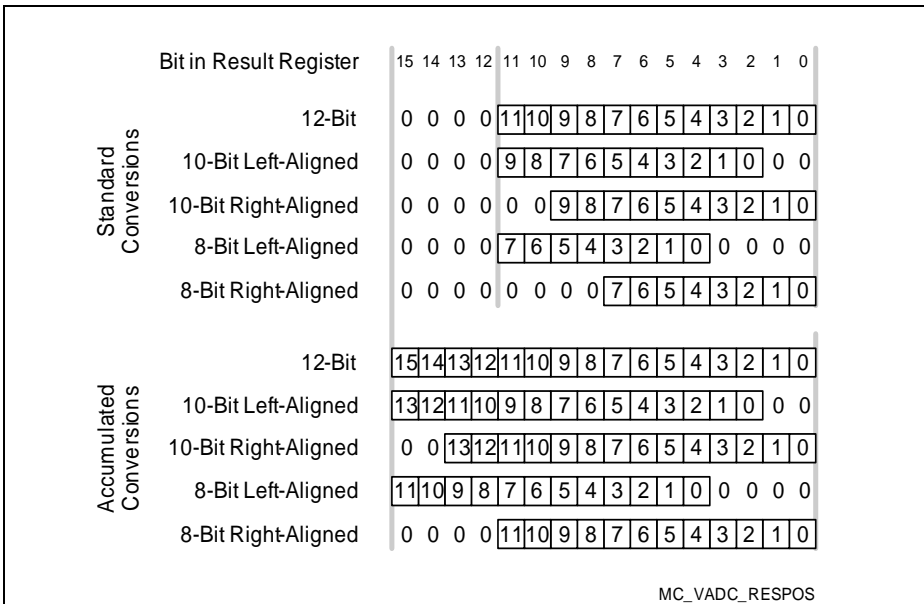 Bit in Result Register 15 14 13 12 11 10 9 8 7 6 5 4 3 2 1 0
Standard Conversions
12-Bit 0 0 0 0 11 10 9 8 7 6 5 4 3 2 1 0
10-Bit Left-Aligned 0 0 0 0 9 8 7 6 5 4 3 2 1 0 0 0
10-Bit Right-Aligned 0 0 0 0 0 0 9 8 7 6 5 4 3 2 1 0
8-Bit Left-Aligned 0 0 0 0 7 6 5 4 3 2 1 0 0 0 0 0
8-Bit Right-Aligned 0 0 0 0 0 0 0 0 7 6 5 4 3 2 1 0
Accumulated Conversions
12-Bit 15 14 13 12 11 10 9 8 7 6 5 4 3 2 1 0
10-Bit Left-Aligned 13 12 11 10 9 8 7 6 5 4 3 2 1 0 0 0
10-Bit Right-Aligned 0 0 13 12 11 10 9 8 7 6 5 4 3 2 1 0
8-Bit Left-Aligned 11 10 9 8 7 6 5 4 3 2 1 0 0 0 0 0
8-Bit Right-Aligned 0 0 0 0 11 10 9 8 7 6 5 4 3 2 1 0
MC_VADC_RESPOS